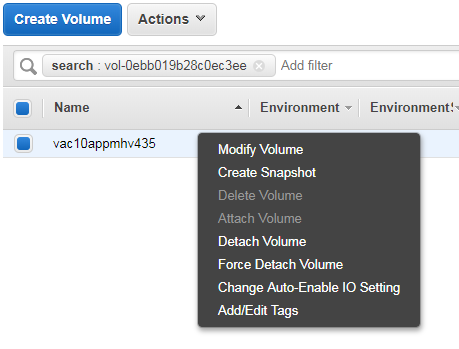 Create Volume Actions
search : vol-0ebb019b28c0ec3ee Add filter
Name Environment EnvironmentS
vac10appmhv435
Modify Volume
Create Snapshot
Delete Volume
Attach Volume
Detach Volume
Force Detach Volume
Change Auto-Enable IO Setting
Add/Edit Tags